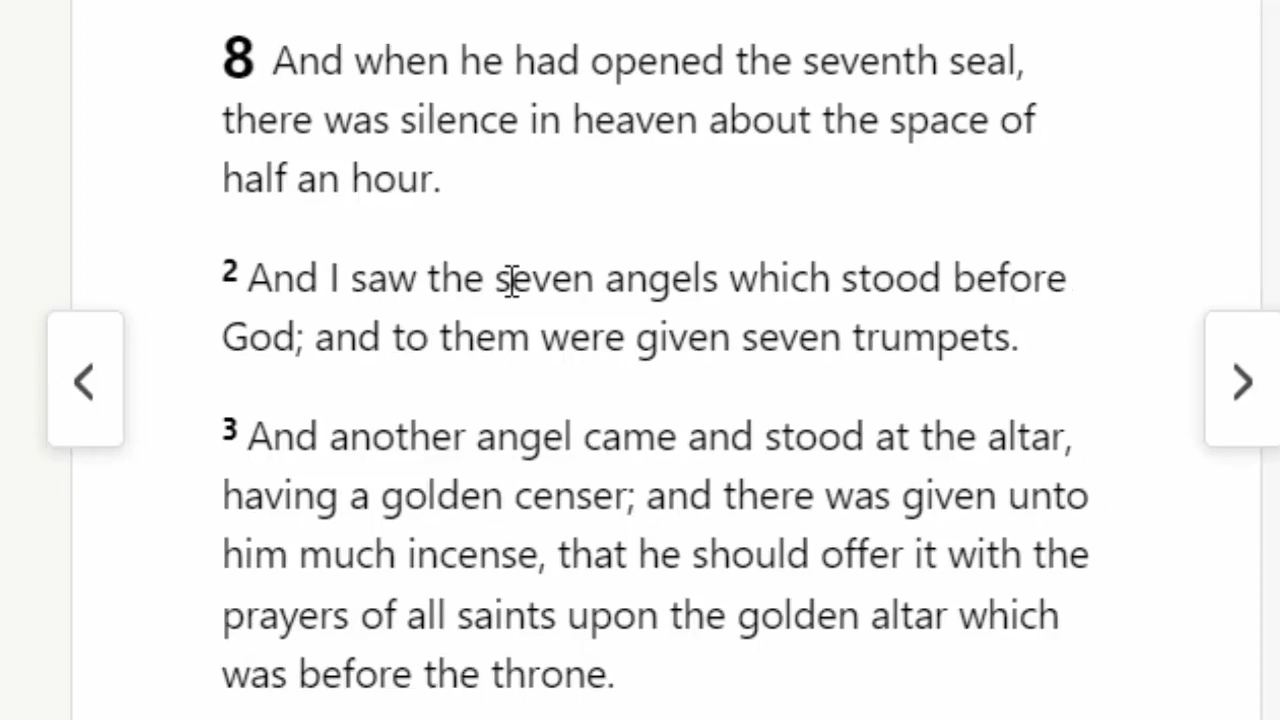 8 And when he had opened the seventh seal,
there was silence in heaven about the space of
half an hour.
2 And I saw the seven angels which stood before
God; and to them were given seven trumpets.
3 And another angel came and stood at the altar,
having a golden censer; and there was given unto
him much incense, that he should offer it with the
prayers of all saints upon the golden altar which
was before the throne.